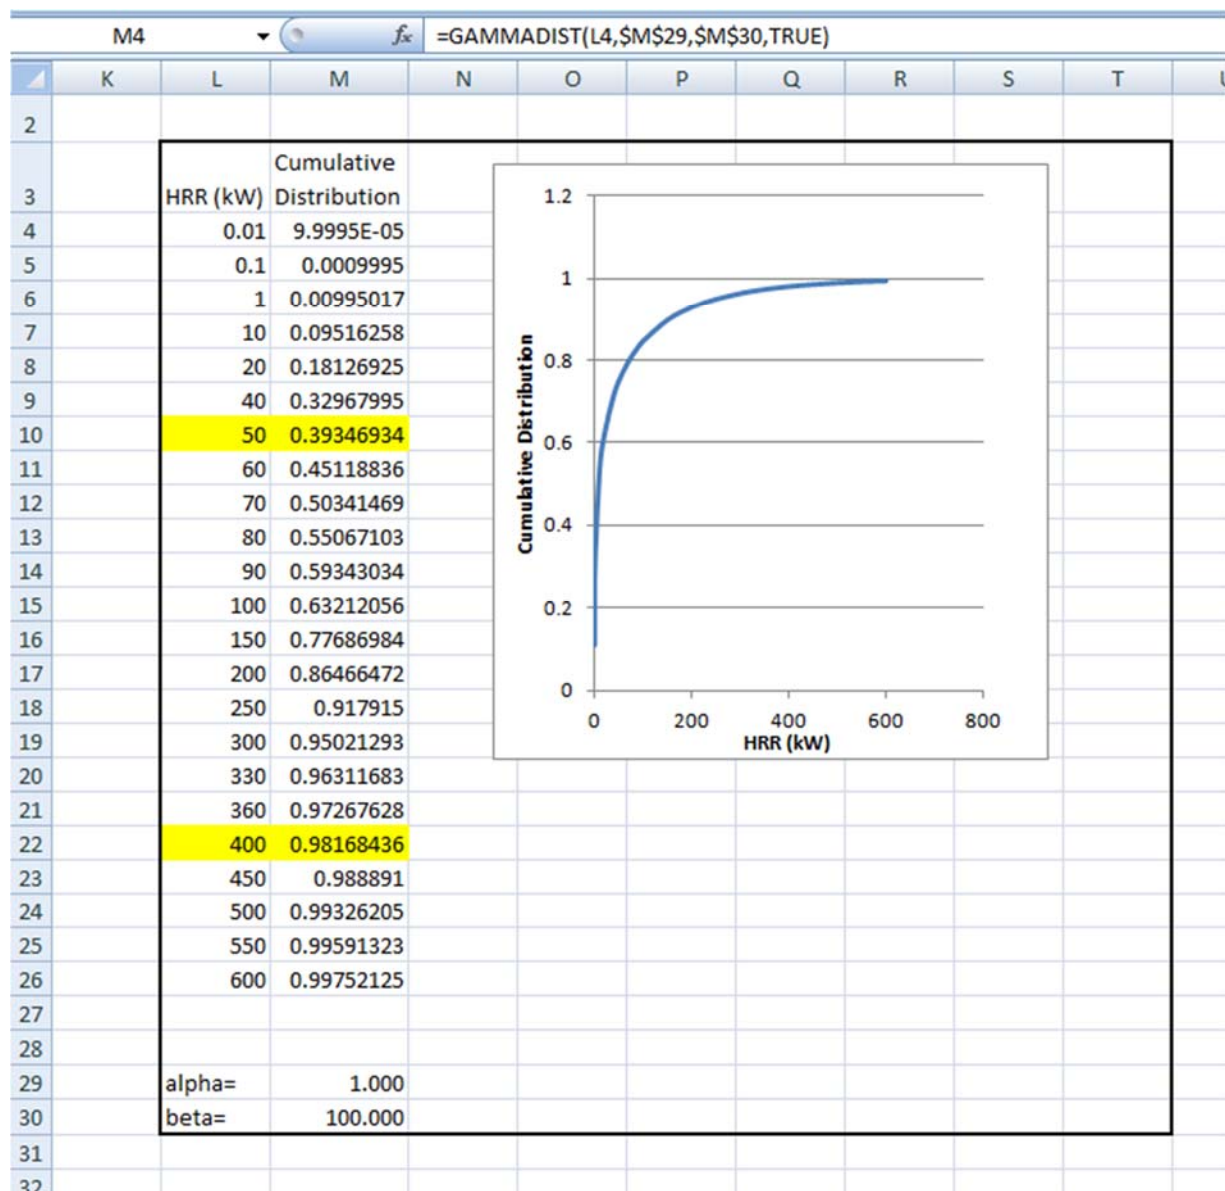 M4 fx =GAMMADIST(L4,$M$29,$M$30,TRUE)
K L M N O P Q R S T
2
Cumulative
3 HRR (kW) Distribution
4 0.01 9.9995E-05
5 0.1 0.0009995
6 1 0.00995017
7 10 0.09516258
8 20 0.18126925
9 40 0.32967995
10 50 0.39346934
11 60 0.45118836
12 70 0.50341469
13 80 0.55067103
14 90 0.59343034
15 100 0.63212056
16 150 0.77686984
17 200 0.86466472
18 250 0.917915
19 300 0.95021293
20 330 0.96311683
21 360 0.97267628
22 400 0.98168436
23 450 0.988891
24 500 0.99326205
25 550 0.99591323
26 600 0.99752125
27
28
29 alpha= 1.000
30 beta= 100.000
31
32
1.2
1
0.8
0.6
0.4
0.2
0
Cumulative Distribution
0 200 400 600 800
HRR (kW)